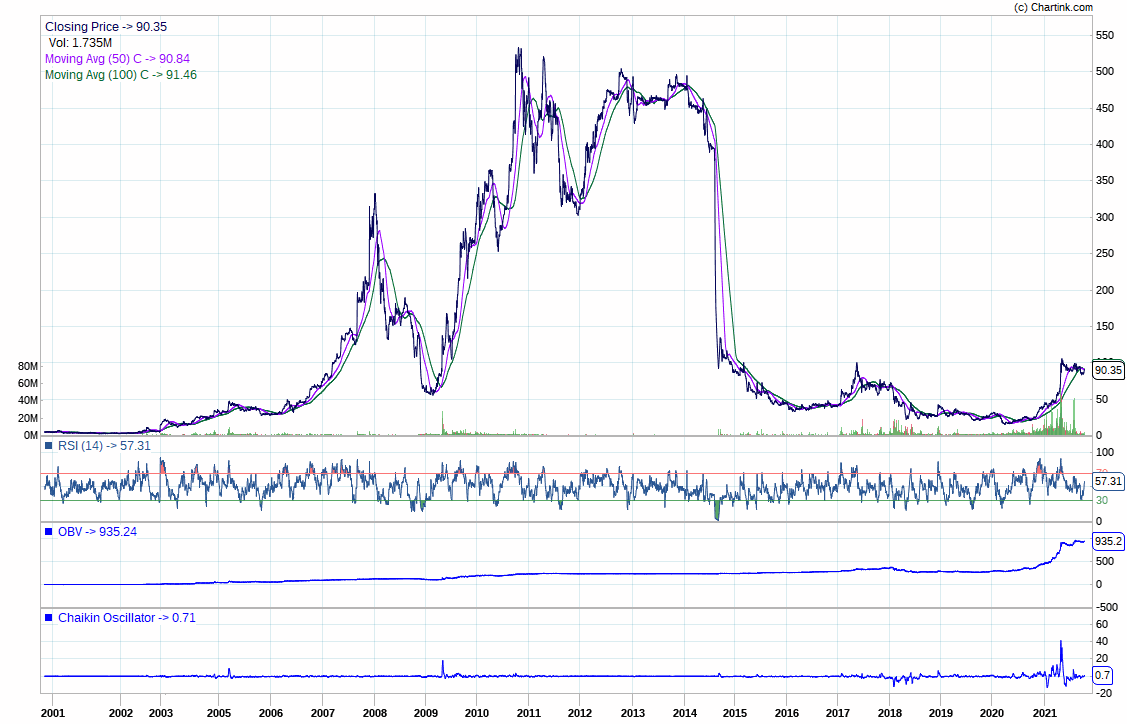 (c) Chartink.com
Closing Price -> 90.35
Vol: 1.735M
Moving Avg (50) C -> 90.84
Moving Avg (100) C -> 91.46
550
500
450
400
350
300
250
200
150
90.35
50
0
80M
60M
40M
20M
0M
RSI (14) -> 57.31
100
57.31
30
0
OBV -> 935.24
935.2
500
0
-500
Chaikin Oscillator -> 0.71
60
40
20
0.7
-20
2001 2002 2003 2005 2006 2007 2008 2009 2010 2011 2012 2013 2014 2015 2016 2017 2018 2019 2020 2021